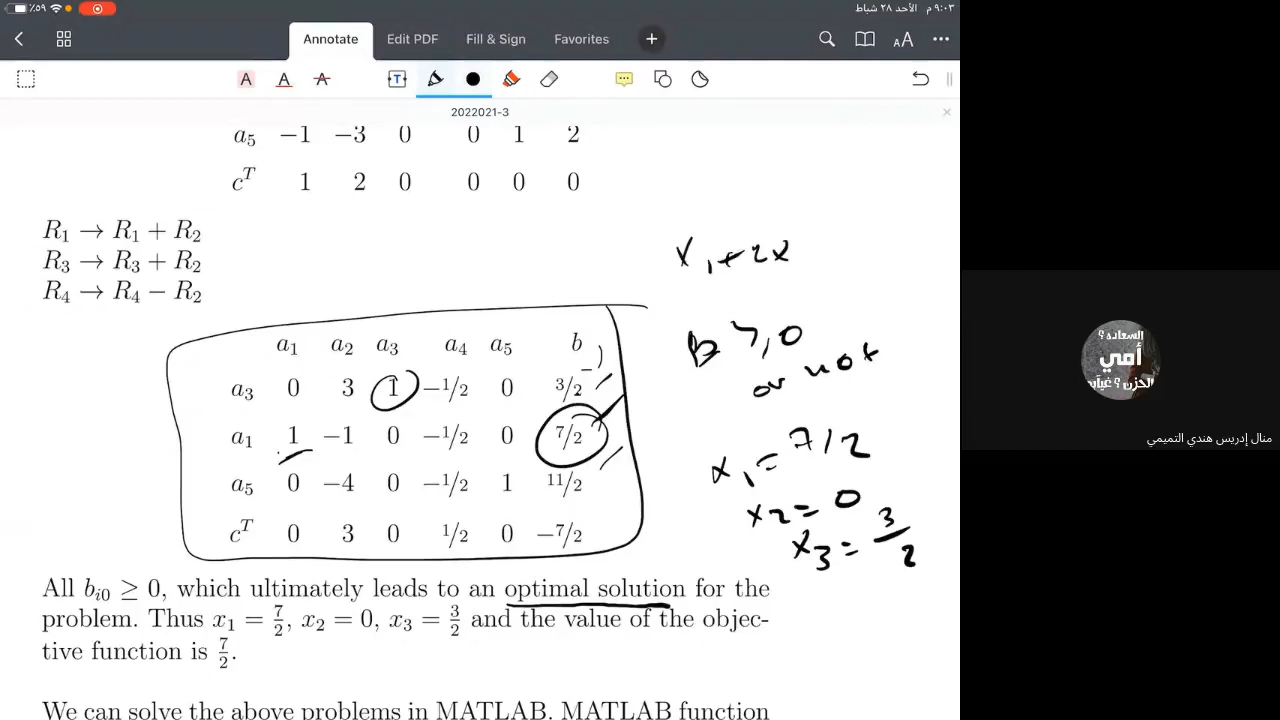 ٪٥٩ ٩:٠٣ م الأحد ٢٨ شباط
Annotate Edit PDF Fill & Sign Favorites + AA
A A A T
2022021-3 ×
a₅ −1 −3 0 0 1 2
cᵀ 1 2 0 0 0 0
R₁ → R₁ + R₂
R₃ → R₃ + R₂
R₄ → R₄ − R₂
x₁+2x
a₁ a₂ a₃ a₄ a₅ b
B ≥ 0
or not
a₃ 0 3 1 −1/2 0 3/2
a₁ 1 −1 0 −1/2 0 7/2
x₁ = 7/2
a₅ 0 −4 0 −1/2 1 11/2
x₂ = 0
cᵀ 0 3 0 1/2 0 −7/2
x₃ = 3/2
All bᵢ₀ ≥ 0, which ultimately leads to an optimal solution for the
problem. Thus x₁ = 7/2, x₂ = 0, x₃ = 3/2 and the value of the objec-
tive function is 7/2.
We can solve the above problems in MATLAB. MATLAB function
السعاده ؟
أمي
الحزن ؟ غيابه
منال إدريس هندي التميمي